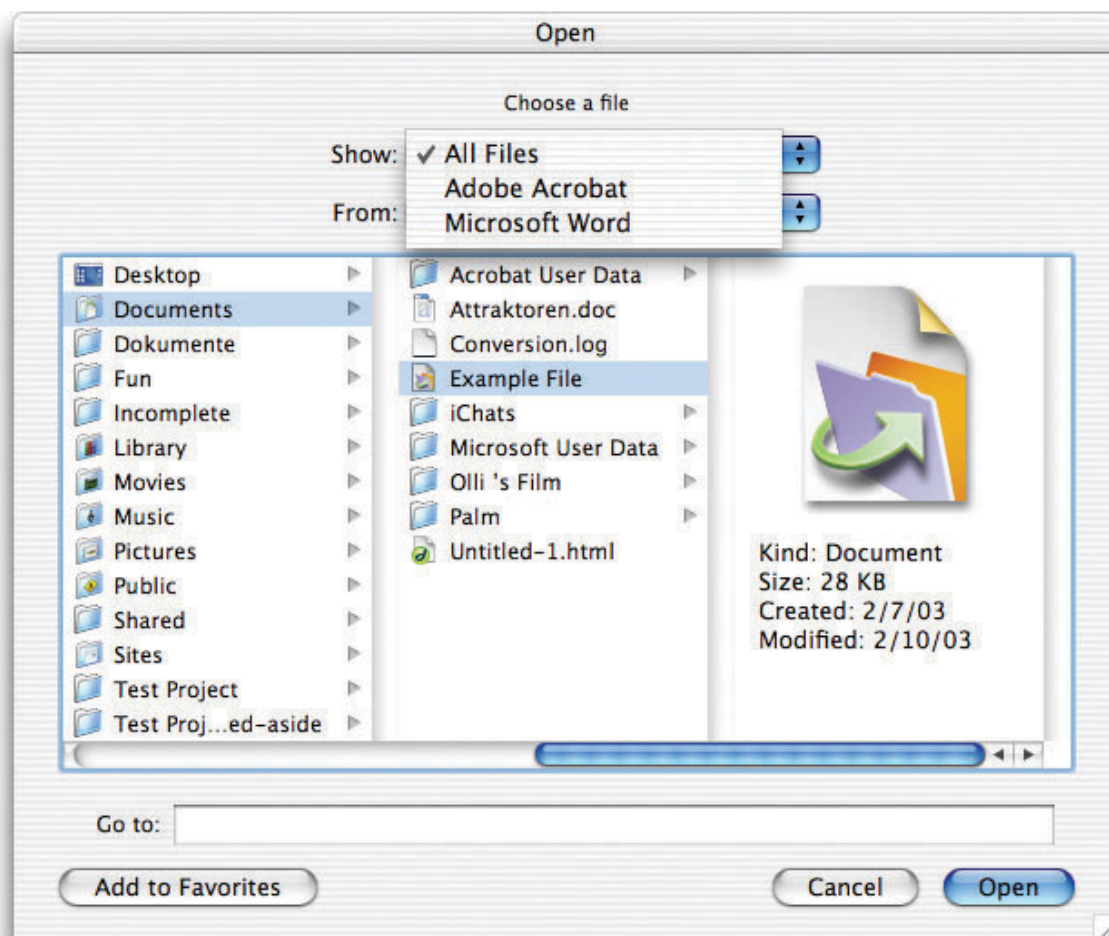 Open
Choose a file
Show: ✓ All Files
Adobe Acrobat
From:
Microsoft Word
Desktop
Documents
Dokumente
Fun
Incomplete
Library
Movies
Music
Pictures
Public
Shared
Sites
Test Project
Test Proj...ed-aside
Acrobat User Data
Attraktoren.doc
Conversion.log
Example File
iChats
Microsoft User Data
Olli 's Film
Palm
Untitled-1.html
Kind: Document
Size: 28 KB
Created: 2/7/03
Modified: 2/10/03
Go to:
Add to Favorites
Cancel
Open